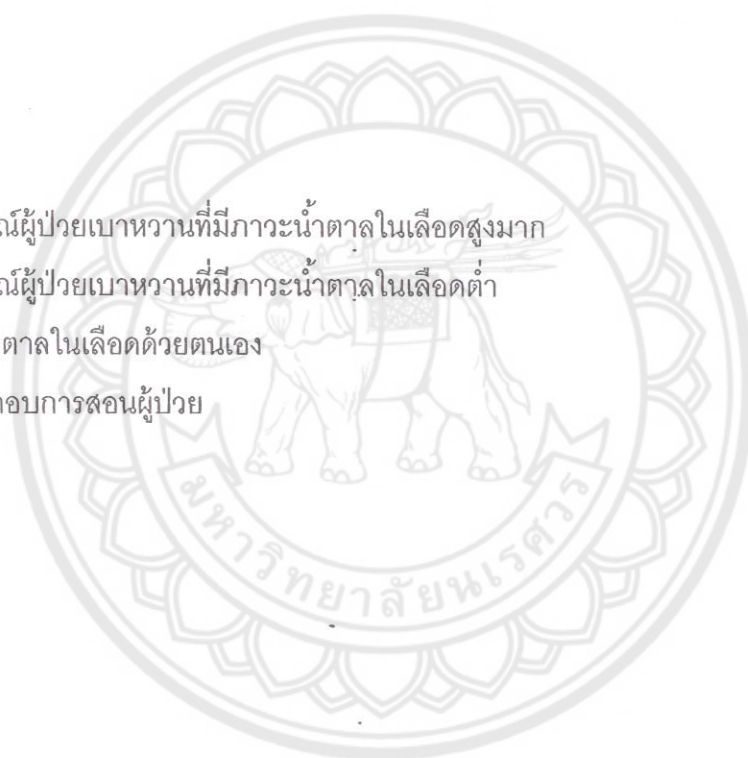 ณ์ผู้ป่วยเบาหวานที่มีภาวะน้ำตาลในเลือดสูงมาก
ณ์ผู้ป่วยเบาหวานที่มีภาวะน้ำตาลในเลือดต่ำ
ตาลในเลือดด้วยตนเอง
กอบการสอนผู้ป่วย
มหาวิทยาลัยนเรศวร